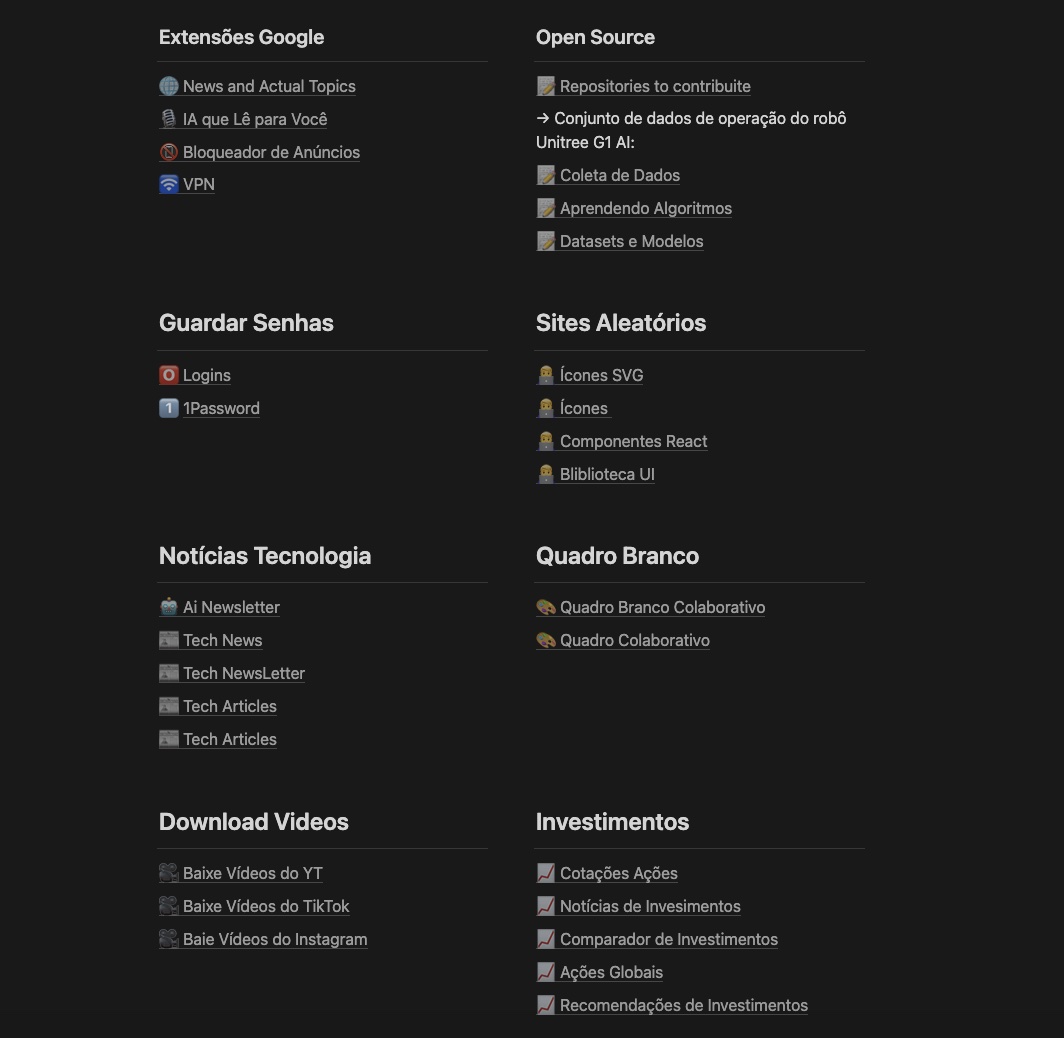 Extensões Google
🌐 News and Actual Topics
🎙 IA que Lê para Você
📵 Bloqueador de Anúncios
🛜 VPN
Open Source
📝 Repositories to contribuite
→ Conjunto de dados de operação do robô
Unitree G1 AI:
📝 Coleta de Dados
📝 Aprendendo Algoritmos
📝 Datasets e Modelos
Guardar Senhas
🅾 Logins
1️⃣ 1Password
Sites Aleatórios
👩‍💻 Ícones SVG
👩‍💻 Ícones
👩‍💻 Componentes React
👩‍💻 Bliblioteca UI
Notícias Tecnologia
🤖 Ai Newsletter
📰 Tech News
📰 Tech NewsLetter
📰 Tech Articles
📰 Tech Articles
Quadro Branco
🎨 Quadro Branco Colaborativo
🎨 Quadro Colaborativo
Download Videos
🎥 Baixe Vídeos do YT
🎥 Baixe Vídeos do TikTok
🎥 Baie Vídeos do Instagram
Investimentos
📈 Cotações Ações
📈 Notícias de Invesimentos
📈 Comparador de Investimentos
📈 Ações Globais
📈 Recomendações de Investimentos